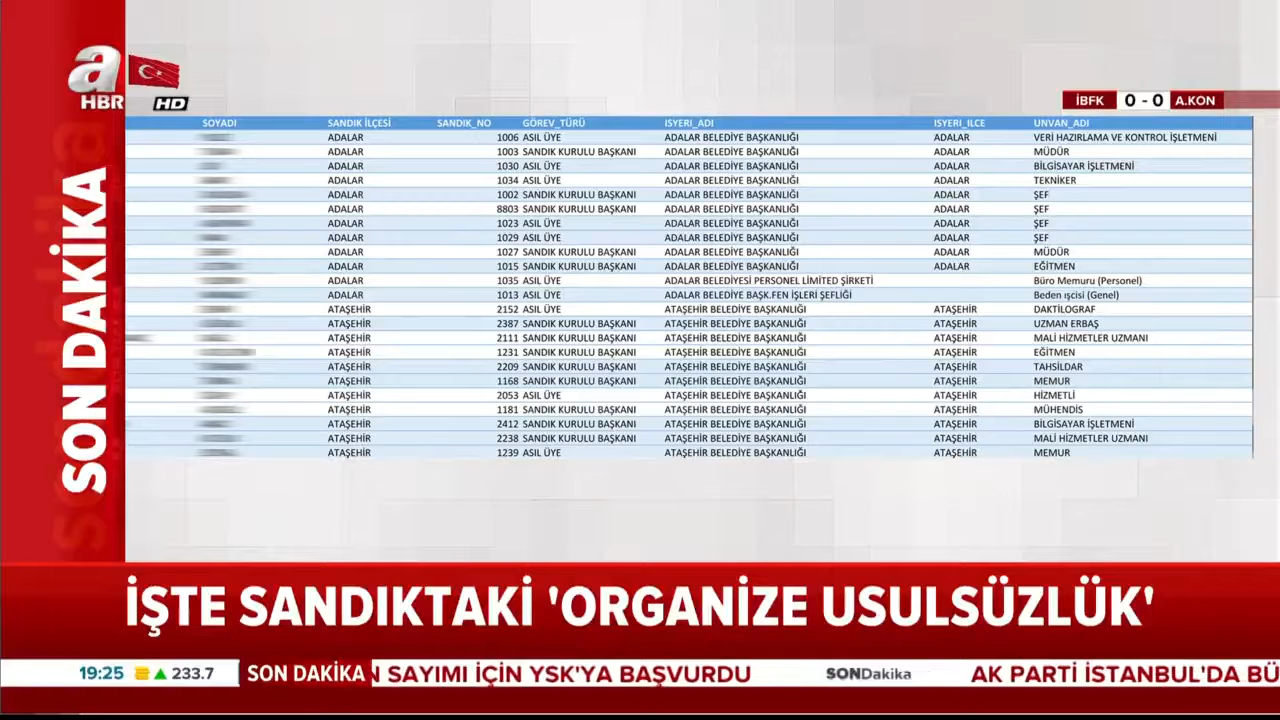 a
HBR
HD
SON DAKİKA
İBFK 0 - 0 A.KON
SOYADI SANDIK İLÇESİ SANDIK_NO GÖREV_TÜRÜ ISYERI_ADI ISYERI_ILCE UNVAN_ADI
ADALAR 1006 ASIL ÜYE ADALAR BELEDİYE BAŞKANLIĞI ADALAR VERİ HAZIRLAMA VE KONTROL İŞLETMENİ
ADALAR 1003 SANDIK KURULU BAŞKANI ADALAR BELEDİYE BAŞKANLIĞI ADALAR MÜDÜR
ADALAR 1030 ASIL ÜYE ADALAR BELEDİYE BAŞKANLIĞI ADALAR BİLGİSAYAR İŞLETMENİ
ADALAR 1034 ASIL ÜYE ADALAR BELEDİYE BAŞKANLIĞI ADALAR TEKNİKER
ADALAR 1002 SANDIK KURULU BAŞKANI ADALAR BELEDİYE BAŞKANLIĞI ADALAR ŞEF
ADALAR 8803 SANDIK KURULU BAŞKANI ADALAR BELEDİYE BAŞKANLIĞI ADALAR ŞEF
ADALAR 1023 ASIL ÜYE ADALAR BELEDİYE BAŞKANLIĞI ADALAR ŞEF
ADALAR 1029 ASIL ÜYE ADALAR BELEDİYE BAŞKANLIĞI ADALAR ŞEF
ADALAR 1027 SANDIK KURULU BAŞKANI ADALAR BELEDİYE BAŞKANLIĞI ADALAR MÜDÜR
ADALAR 1015 SANDIK KURULU BAŞKANI ADALAR BELEDİYE BAŞKANLIĞI ADALAR EĞİTMEN
ADALAR 1035 ASIL ÜYE ADALAR BELEDİYESİ PERSONEL LİMİTED ŞİRKETİ Büro Memuru (Personel)
ADALAR 1013 ASIL ÜYE ADALAR BELEDİYE BAŞK.FEN İŞLERİ ŞEFLİĞİ Beden ışcisi (Genel)
ATAŞEHİR 2152 ASIL ÜYE ATAŞEHİR BELEDİYE BAŞKANLIĞI ATAŞEHİR DAKTİLOGRAF
ATAŞEHİR 2387 SANDIK KURULU BAŞKANI ATAŞEHİR BELEDİYE BAŞKANLIĞI ATAŞEHİR UZMAN ERBAŞ
ATAŞEHİR 2111 SANDIK KURULU BAŞKANI ATAŞEHİR BELEDİYE BAŞKANLIĞI ATAŞEHİR MALİ HİZMETLER UZMANI
ATAŞEHİR 1231 SANDIK KURULU BAŞKANI ATAŞEHİR BELEDİYE BAŞKANLIĞI ATAŞEHİR EĞİTMEN
ATAŞEHİR 2209 SANDIK KURULU BAŞKANI ATAŞEHİR BELEDİYE BAŞKANLIĞI ATAŞEHİR TAHSİLDAR
ATAŞEHİR 1168 SANDIK KURULU BAŞKANI ATAŞEHİR BELEDİYE BAŞKANLIĞI ATAŞEHİR MEMUR
ATAŞEHİR 2053 ASIL ÜYE ATAŞEHİR BELEDİYE BAŞKANLIĞI ATAŞEHİR HİZMETLİ
ATAŞEHİR 1181 SANDIK KURULU BAŞKANI ATAŞEHİR BELEDİYE BAŞKANLIĞI ATAŞEHİR MÜHENDİS
ATAŞEHİR 2412 SANDIK KURULU BAŞKANI ATAŞEHİR BELEDİYE BAŞKANLIĞI ATAŞEHİR BİLGİSAYAR İŞLETMENİ
ATAŞEHİR 2238 SANDIK KURULU BAŞKANI ATAŞEHİR BELEDİYE BAŞKANLIĞI ATAŞEHİR MALİ HİZMETLER UZMANI
ATAŞEHİR 1239 ASIL ÜYE ATAŞEHİR BELEDİYE BAŞKANLIĞI ATAŞEHİR MEMUR
İŞTE SANDIKTAKİ 'ORGANİZE USULSÜZLÜK'
19:25 233.7 SON DAKİKA N SAYIMI İÇİN YSK'YA BAŞVURDU SONDakika AK PARTİ İSTANBUL'DA BÜ